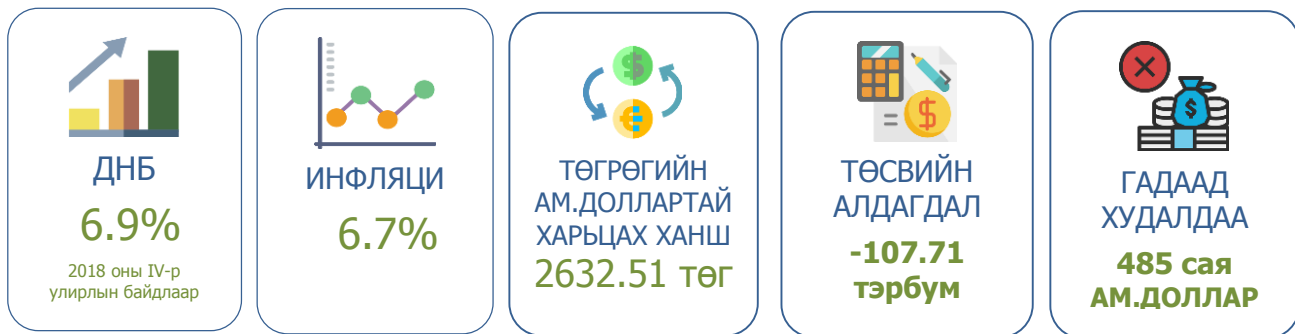 ДНБ
6.9%
2018 оны IV-р
улирлын байдлаар
ИНФЛЯЦИ
6.7%
ТӨГРӨГИЙН
АМ.ДОЛЛАРТАЙ
ХАРЬЦАХ ХАНШ
2632.51 төг
ТӨСВИЙН
АЛДАГДАЛ
-107.71
тэрбум
ГАДААД
ХУДАЛДАА
485 сая
АМ.ДОЛЛАР